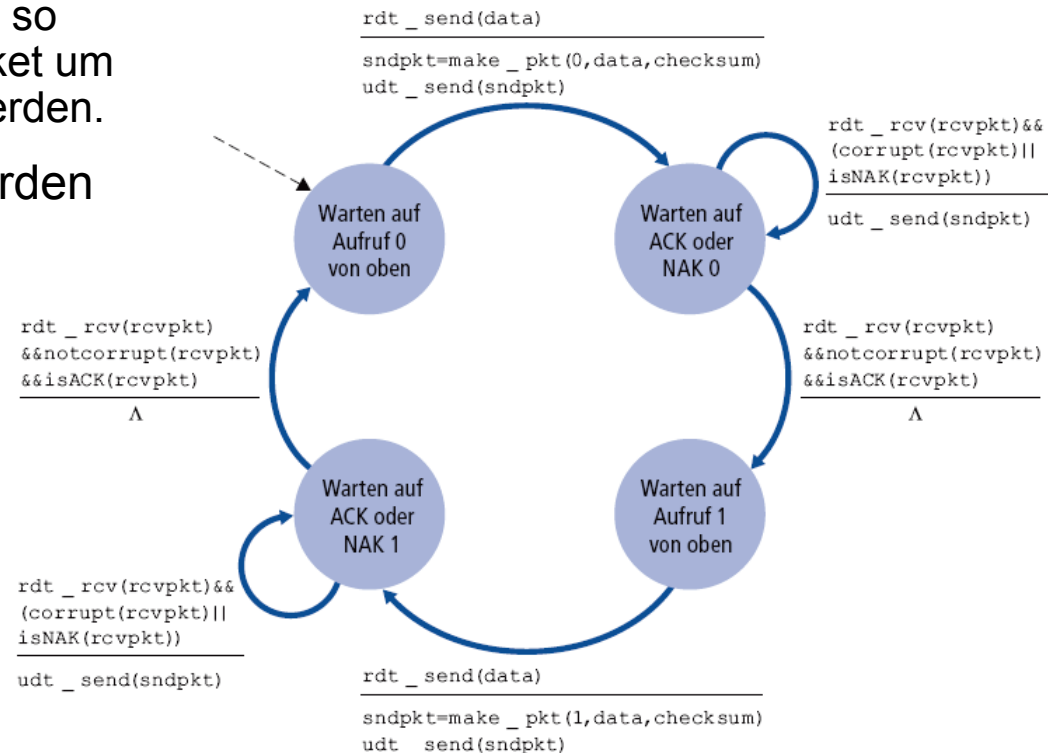 so
ket um
erden.
rden
rdt _ send(data)
sndpkt=make _ pkt(0,data,checksum)
udt _ send(sndpkt)
rdt _ rcv(rcvpkt)&&
(corrupt(rcvpkt)||
isNAK(rcvpkt))
udt _ send(sndpkt)
Warten auf
Aufruf 0
von oben
Warten auf
ACK oder
NAK 0
rdt _ rcv(rcvpkt)
&&notcorrupt(rcvpkt)
&&isACK(rcvpkt)
Λ
rdt _ rcv(rcvpkt)
&&notcorrupt(rcvpkt)
&&isACK(rcvpkt)
Λ
Warten auf
ACK oder
NAK 1
Warten auf
Aufruf 1
von oben
rdt _ rcv(rcvpkt)&&
(corrupt(rcvpkt)||
isNAK(rcvpkt))
udt _ send(sndpkt)
rdt _ send(data)
sndpkt=make _ pkt(1,data,checksum)
udt send(sndpkt)